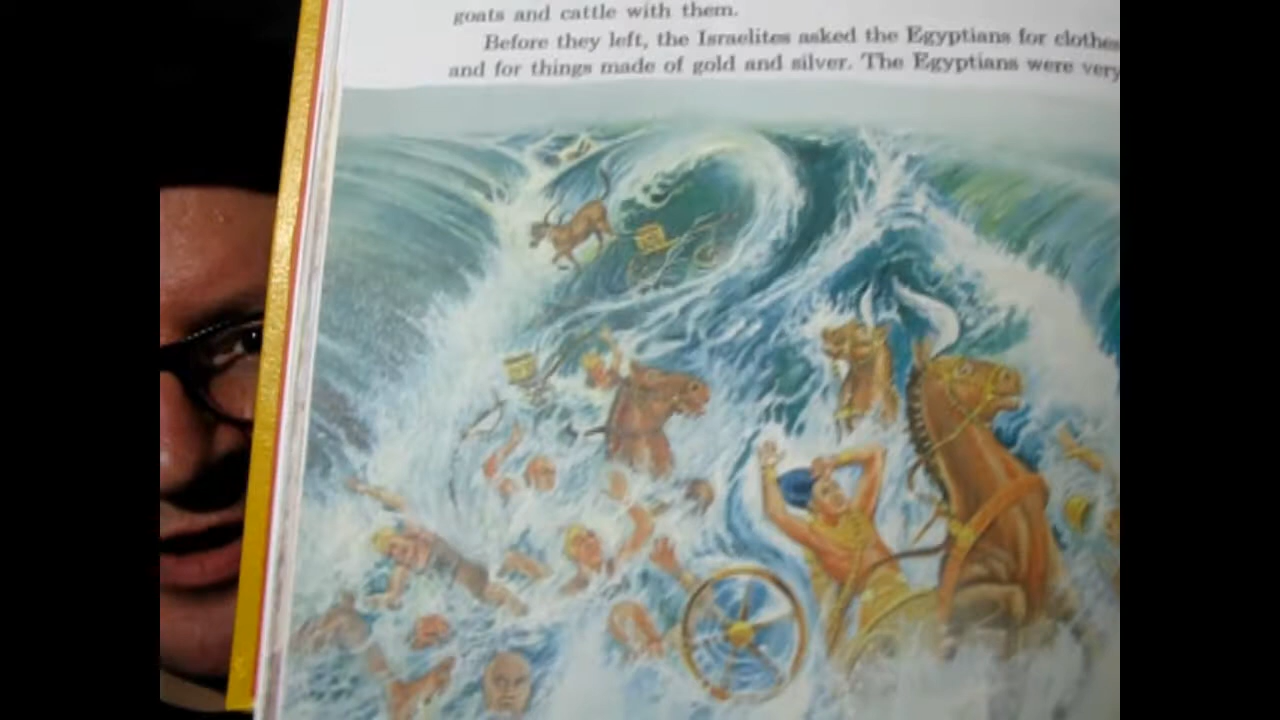 goats and cattle with them.
Before they left, the Israelites asked the Egyptians for clothes
and for things made of gold and silver. The Egyptians were very